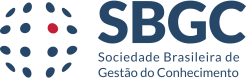 SBGC
Sociedade Brasileira de
Gestão do Conhecimento